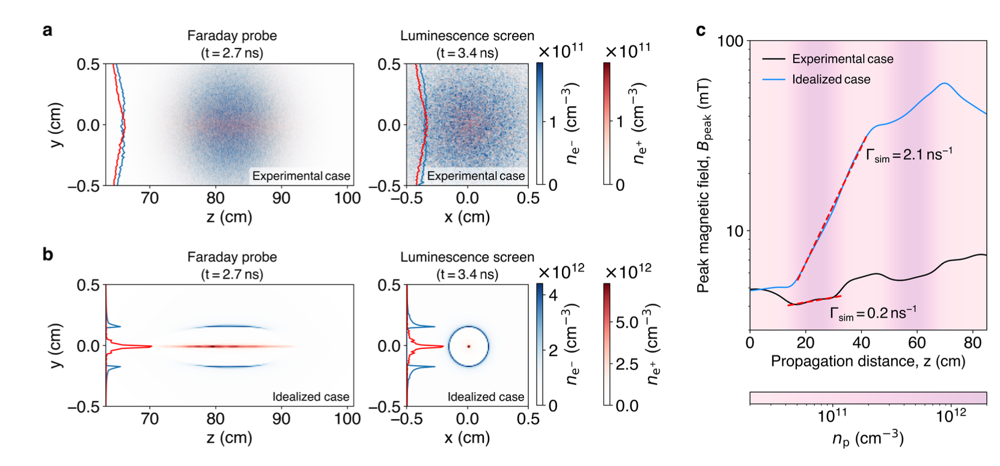 a
Faraday probe
(t = 2.7 ns)
Luminescence screen
(t = 3.4 ns)
×10¹¹
×10¹¹
0.5
0.0
−0.5
y (cm)
Experimental case
70
80
90
100
z (cm)
0.5
0.0
−0.5
Experimental case
−0.5
0.0
0.5
x (cm)
1
0
nₑ− (cm⁻³)
1
0
nₑ+ (cm⁻³)
b
Faraday probe
(t = 2.7 ns)
Luminescence screen
(t = 3.4 ns)
×10¹²
×10¹²
0.5
0.0
−0.5
y (cm)
Idealized case
70
80
90
100
z (cm)
0.5
0.0
−0.5
Idealized case
−0.5
0.0
0.5
x (cm)
4
2
0
nₑ− (cm⁻³)
5.0
2.5
0.0
nₑ+ (cm⁻³)
c
100
10
Peak magnetic field, B_peak (mT)
Experimental case
Idealized case
Γ_sim = 2.1 ns⁻¹
Γ_sim = 0.2 ns⁻¹
0
20
40
60
80
Propagation distance, z (cm)
10¹¹
10¹²
n_p (cm⁻³)